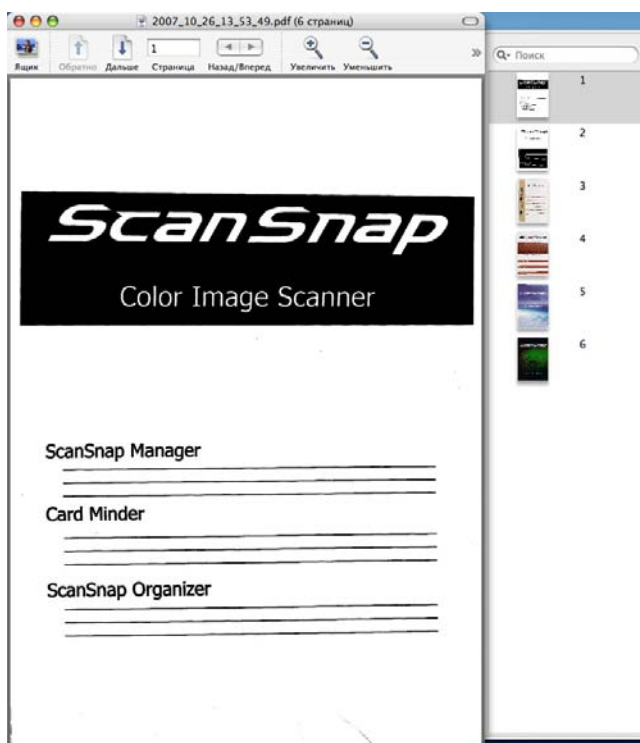 2007_10_26_13_53_49.pdf (6 страниц)
1
Ящик Обратно Дальше Страница Назад/Вперед Увеличить Уменьшить
Поиск
ScanSnap
Color Image Scanner
ScanSnap Manager
Card Minder
ScanSnap Organizer
1
2
3
4
5
6